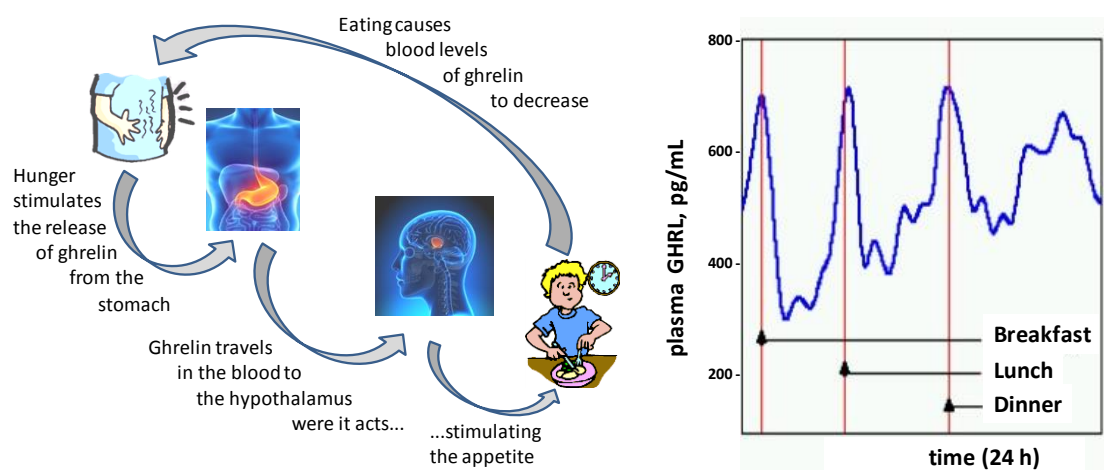 Eating causes
blood levels
of ghrelin
to decrease
Hunger
stimulates
the release
of ghrelin
from the
stomach
Ghrelin travels
in the blood to
the hypothalamus
were it acts...
...stimulating
the appetite
plasma GHRL, pg/mL
800
600
400
200
Breakfast
Lunch
Dinner
time (24 h)